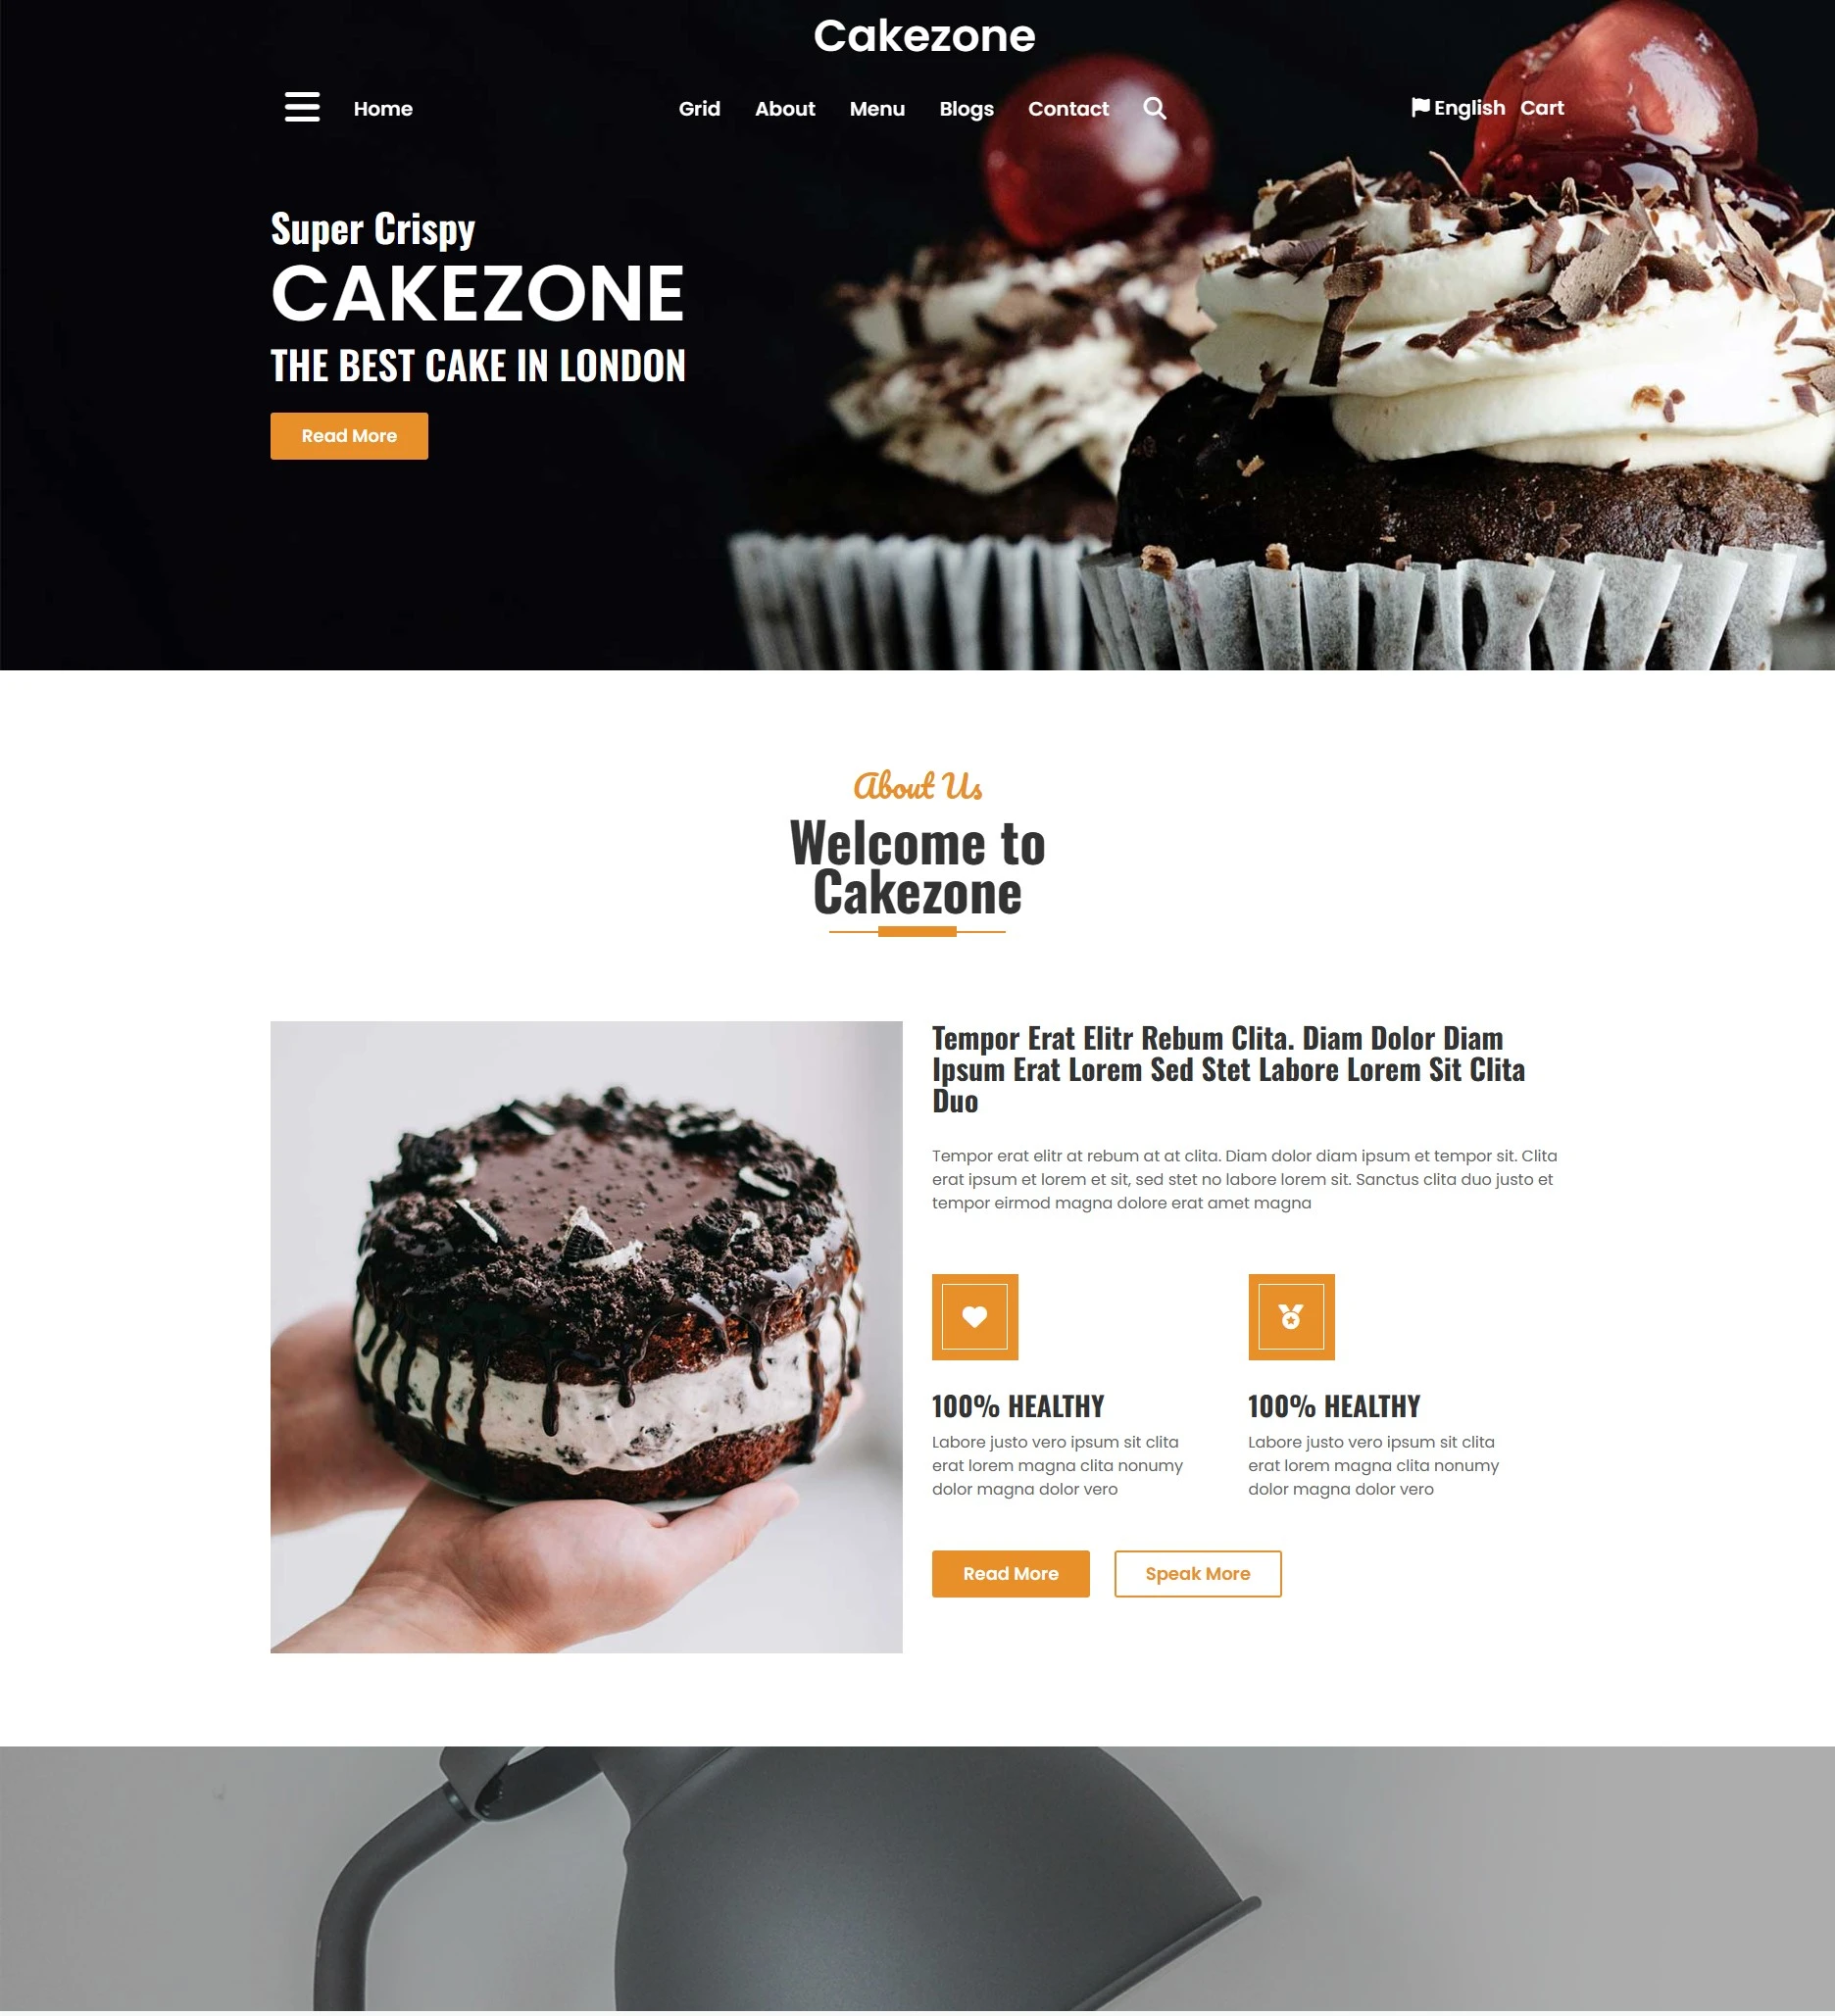 Cakezone
Home
Grid About Menu Blogs Contact
English Cart
Super Crispy
CAKEZONE
THE BEST CAKE IN LONDON
Read More
About Us
Welcome to
Cakezone
Tempor Erat Elitr Rebum Clita. Diam Dolor Diam
Ipsum Erat Lorem Sed Stet Labore Lorem Sit Clita
Duo
Tempor erat elitr at rebum at at clita. Diam dolor diam ipsum et tempor sit. Clita
erat ipsum et lorem et sit, sed stet no labore lorem sit. Sanctus clita duo justo et
tempor eirmod magna dolore erat amet magna
100% HEALTHY
Labore justo vero ipsum sit clita
erat lorem magna clita nonumy
dolor magna dolor vero
100% HEALTHY
Labore justo vero ipsum sit clita
erat lorem magna clita nonumy
dolor magna dolor vero
Read More
Speak More